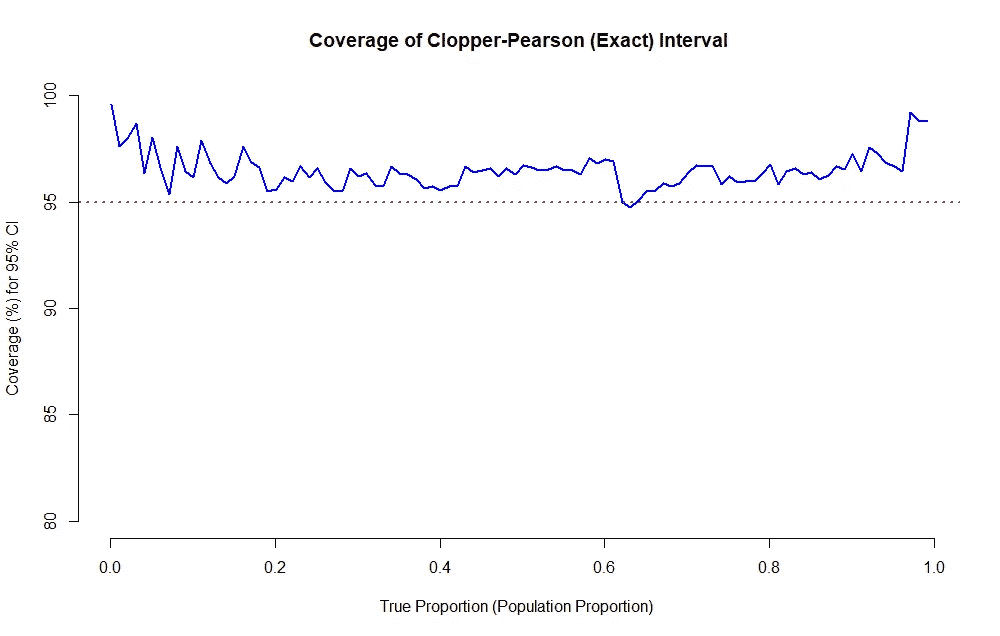 Coverage of Clopper-Pearson (Exact) Interval
Coverage (%) for 95% CI
100
95
90
85
80
0.0 0.2 0.4 0.6 0.8 1.0
True Proportion (Population Proportion)